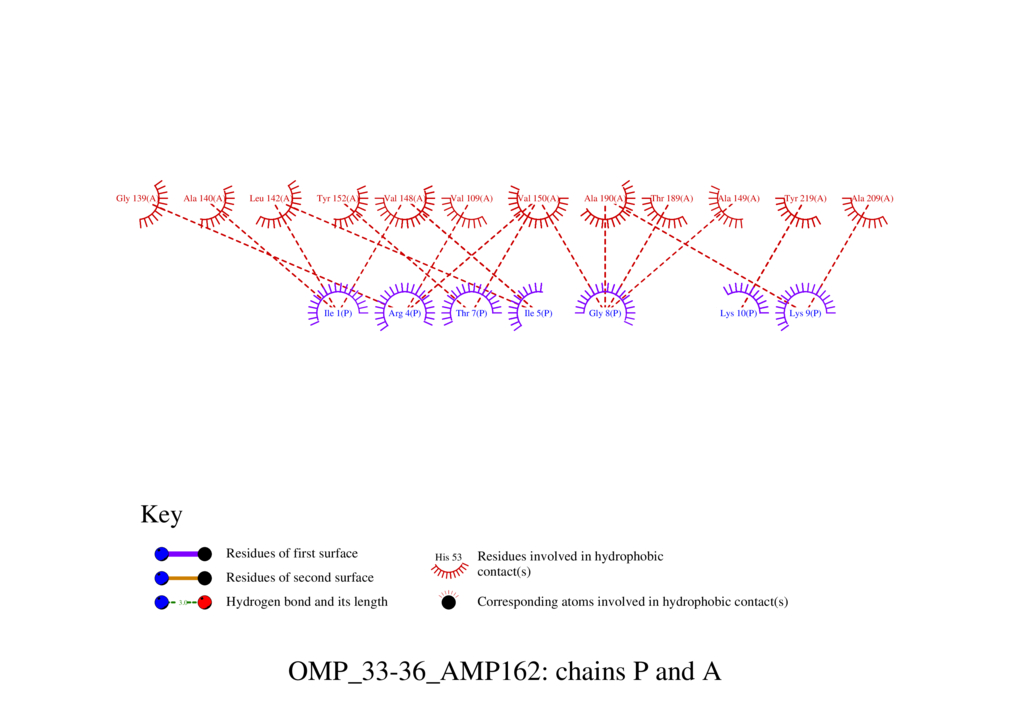 Gly 139(A) Ala 140(A) Leu 142(A) Tyr 152(A) Val 148(A) Val 109(A) Val 150(A) Ala 190(A) Thr 189(A) Ala 149(A) Tyr 219(A) Ala 209(A)
Ile 1(P) Arg 4(P) Thr 7(P) Ile 5(P) Gly 8(P) Lys 10(P) Lys 9(P)
Key
Residues of first surface
Residues of second surface
3.0
Hydrogen bond and its length
His 53
Residues involved in hydrophobic
contact(s)
Corresponding atoms involved in hydrophobic contact(s)
OMP_33-36_AMP162: chains P and A